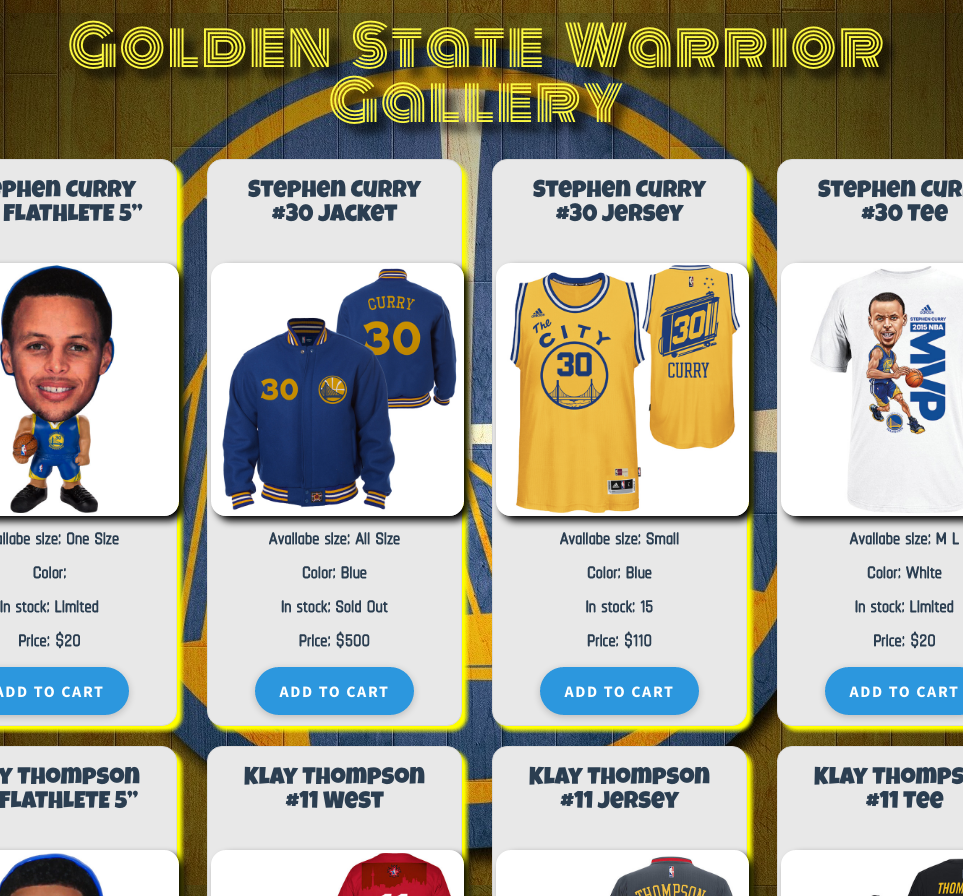 Golden State Warrior
Gallery
FLATHLETE 5”
Stephen Curry
#30 Jacket
Stephen Curry
#30 Jersey
Stephen
#30 Tee
CURRY
30
30
The
CITY
30
30
CURRY
adidas
STEPHEN CURRY
2015 NBA
MVP
One Size
Availabe size: All Size
Availabe size: Small
Availabe size: M L
Color:
Color: Blue
Color: Blue
Color: White
In stock: Limited
In stock: Sold Out
In stock: 15
In stock: Limited
Price: $20
Price: $500
Price: $110
Price: $20
ADD TO CART
ADD TO CART
ADD TO CART
ADD TO CART
Thompson
FLATHLETE 5”
Klay Thompson
#11 West
Klay Thompson
#11 Jersey
Klay
#11 Tee
THOMPSON